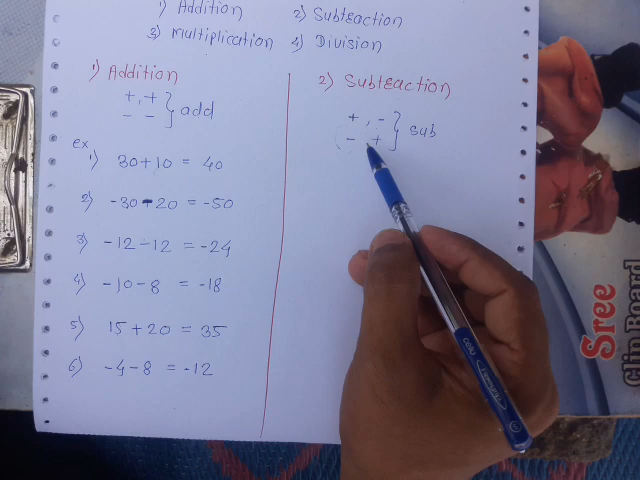 1) Addition 2) Subtraction
3) Multiplication 4) Division
1) Addition
+ , + } add
- -
ex
1) 30 + 10 = 40
2) -30 - 20 = -50
3) -12 - 12 = -24
4) -10 - 8 = -18
5) 15 + 20 = 35
6) -4 - 8 = -12
2) Subtraction
+ , - } sub
- +
cello
Sree
Clip Board